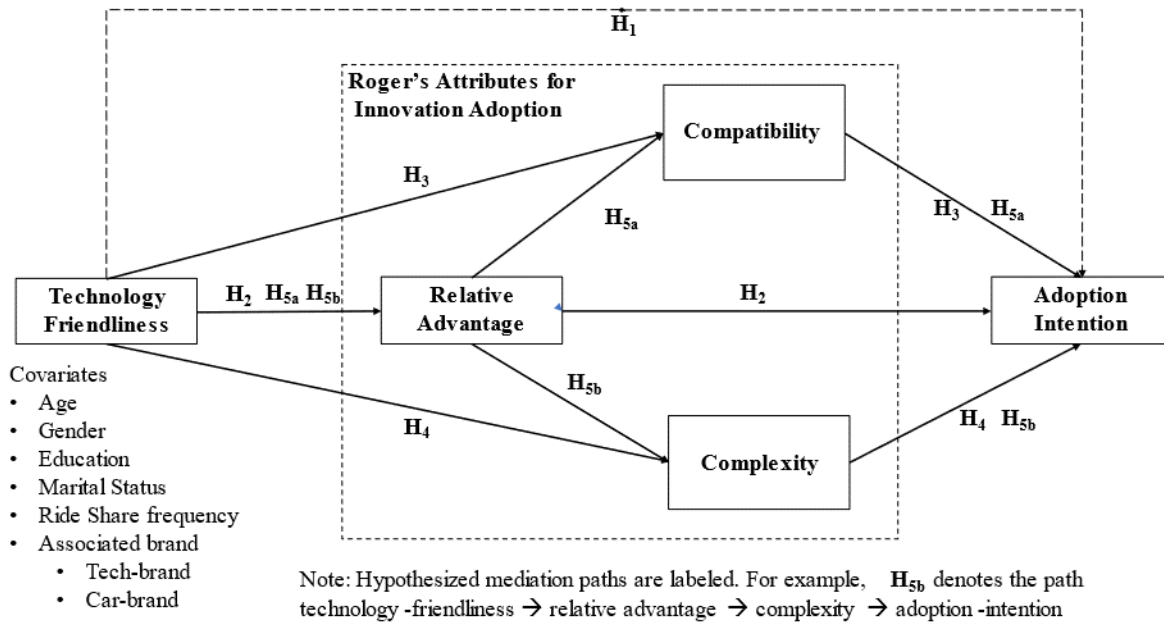 H₁
Roger’s Attributes for
Innovation Adoption
Compatibility
H₃
H₅ₐ
H₃ H₅ₐ
Technology
Friendliness
H₂ H₅ₐ H₅b
Relative
Advantage
H₂
Adoption
Intention
H₅b
H₄
H₄ H₅b
Complexity
Covariates
• Age
• Gender
• Education
• Marital Status
• Ride Share frequency
• Associated brand
• Tech-brand
• Car-brand
Note: Hypothesized mediation paths are labeled. For example, H₅b denotes the path
technology -friendliness → relative advantage → complexity → adoption -intention